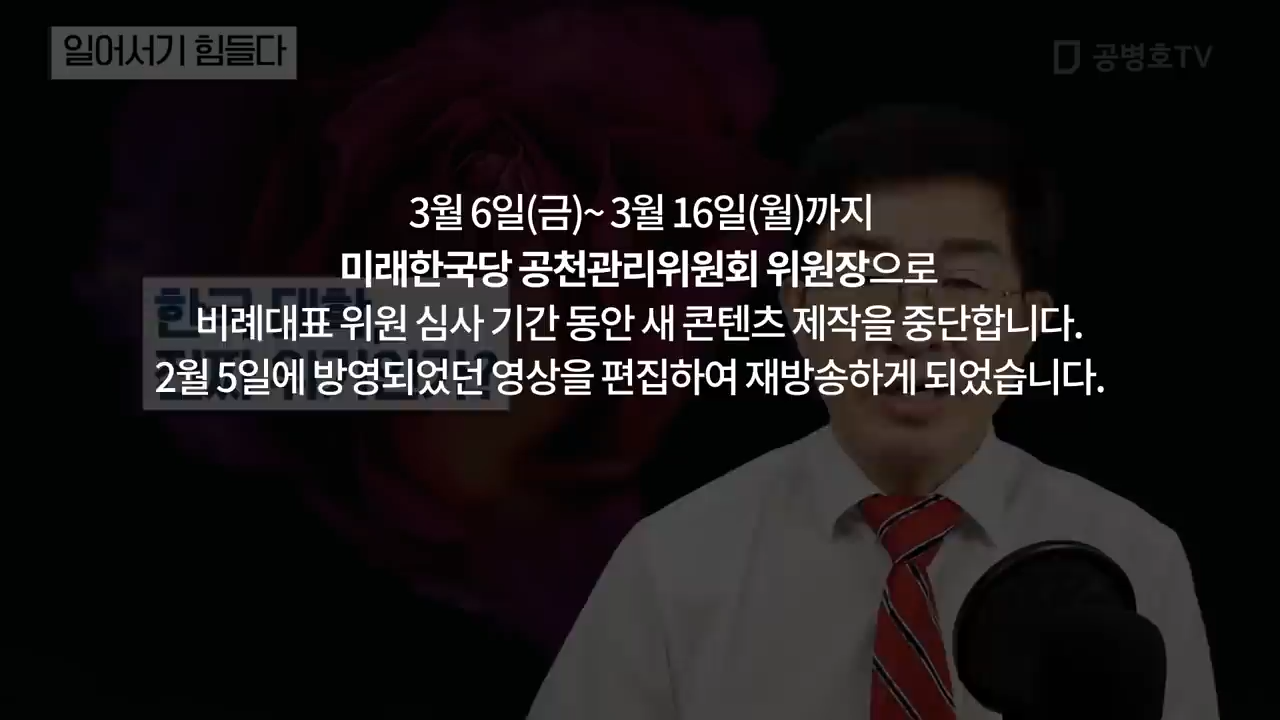 일어서기 힘들다
공병호TV
3월 6일(금)~ 3월 16일(월)까지
미래한국당 공천관리위원회 위원장으로
비례대표 위원 심사 기간 동안 새 콘텐츠 제작을 중단합니다.
2월 5일에 방영되었던 영상을 편집하여 재방송하게 되었습니다.
한국 대학,